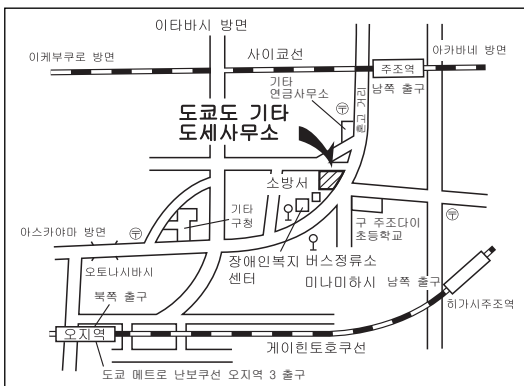 이타바시 방면
이케부쿠로 방면
사이쿄선
주조역
아카바네 방면
기타
연금사무소
남쪽 출구
혼고 거리
도쿄도 기타
도세사무소
소방서
기타
구청
구 주조다이
초등학교
아스카야마 방면
오토나시바시
장애인복지
센터
버스정류소
미나미하시
남쪽 출구
히가시주조역
북쪽 출구
오지역
게이힌토호쿠선
도쿄 메트로 난보쿠선 오지역 3 출구